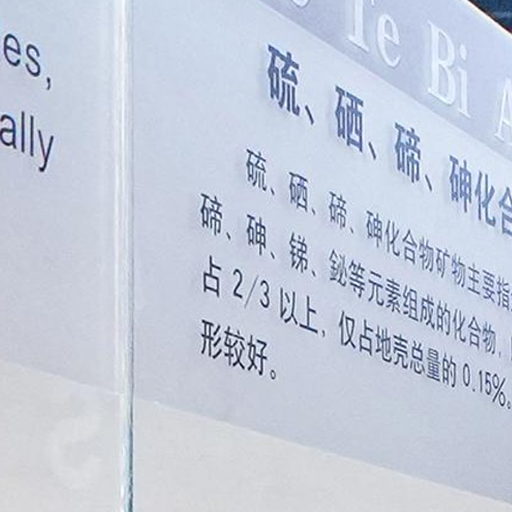 es,
ally
Te Bi A
硫、硒、碲、砷化合
硫、硒、碲、砷化合物矿物主要指
碲、砷、锑、鉍等元素组成的化合物,
占 2/3 以上, 仅占地壳总量的 0.15%。
形较好。